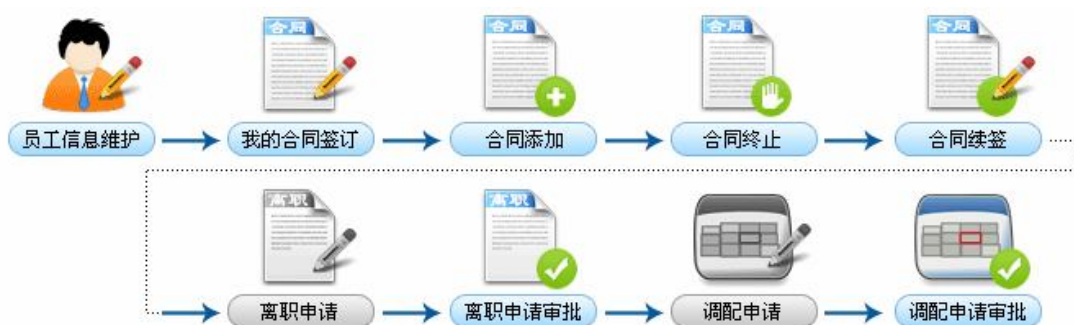 合同
合同
合同
合同
员工信息维护
我的合同签订
合同添加
合同终止
合同续签
离职
离职
离职申请
离职申请审批
调配申请
调配申请审批